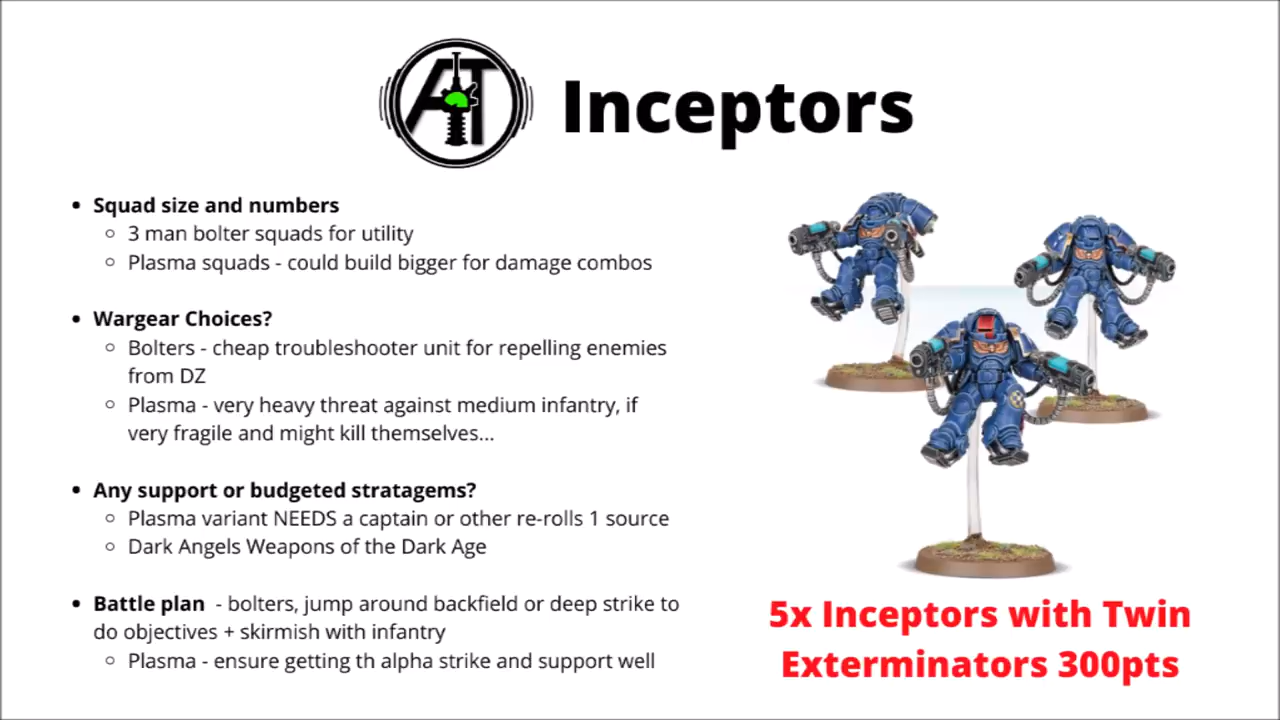 AT
Inceptors
• Squad size and numbers
○ 3 man bolter squads for utility
○ Plasma squads - could build bigger for damage combos
• Wargear Choices?
○ Bolters - cheap troubleshooter unit for repelling enemies
from DZ
○ Plasma - very heavy threat against medium infantry, if
very fragile and might kill themselves...
• Any support or budgeted stratagems?
○ Plasma variant NEEDS a captain or other re-rolls 1 source
○ Dark Angels Weapons of the Dark Age
• Battle plan - bolters, jump around backfield or deep strike to
do objectives + skirmish with infantry
○ Plasma - ensure getting th alpha strike and support well
5x Inceptors with Twin
Exterminators 300pts